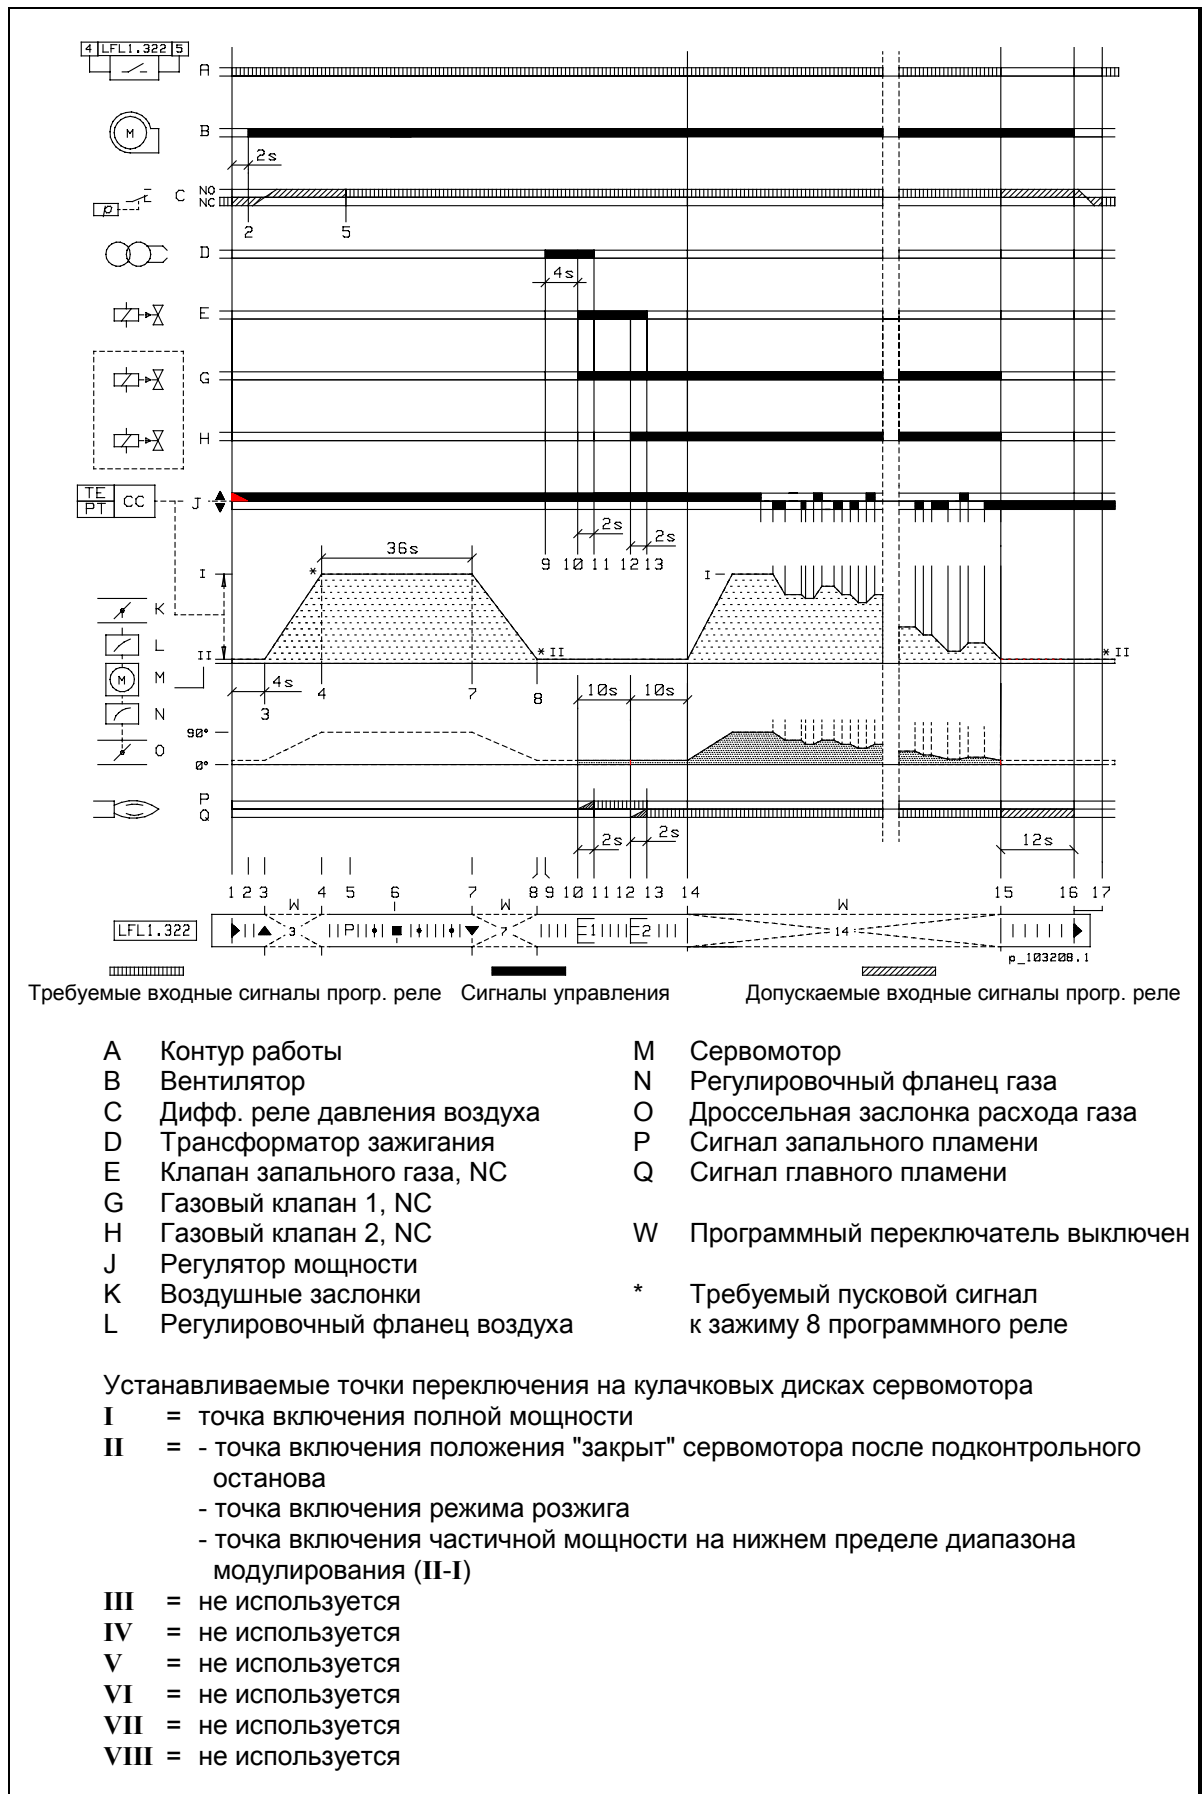 4 LFL1.322 5
A
M B
2s
p C NO
NC
2 5
D
4s
E
G
H
TE
PT CC J
2s 2s
36s
9 10 11 12 13
* I I
K
L
II * II * II
M M
4s 4 7 8 10s 10s
3
N
90°
O
0°
P
Q
2s 2s 12s
1 2 3 4 5 6 7 8 9 10 11 12 13 14 15 16 17
W W W
LFL1.322 3 P 7 1 2 14
p_103208.1
Требуемые входные сигналы прогр. реле Сигналы управления Допускаемые входные сигналы прогр. реле
A Контур работы M Сервомотор
B Вентилятор N Регулировочный фланец газа
C Дифф. реле давления воздуха O Дроссельная заслонка расхода газа
D Трансформатор зажигания P Сигнал запального пламени
E Клапан запального газа, NC Q Сигнал главного пламени
G Газовый клапан 1, NC
H Газовый клапан 2, NC W Программный переключатель выключен
J Регулятор мощности
K Воздушные заслонки * Требуемый пусковой сигнал
L Регулировочный фланец воздуха к зажиму 8 программного реле
Устанавливаемые точки переключения на кулачковых дисках сервомотора
I = точка включения полной мощности
II = - точка включения положения "закрыт" сервомотора после подконтрольного
останова
- точка включения режима розжига
- точка включения частичной мощности на нижнем пределе диапазона
модулирования (II-I)
III = не используется
IV = не используется
V = не используется
VI = не используется
VII = не используется
VIII = не используется